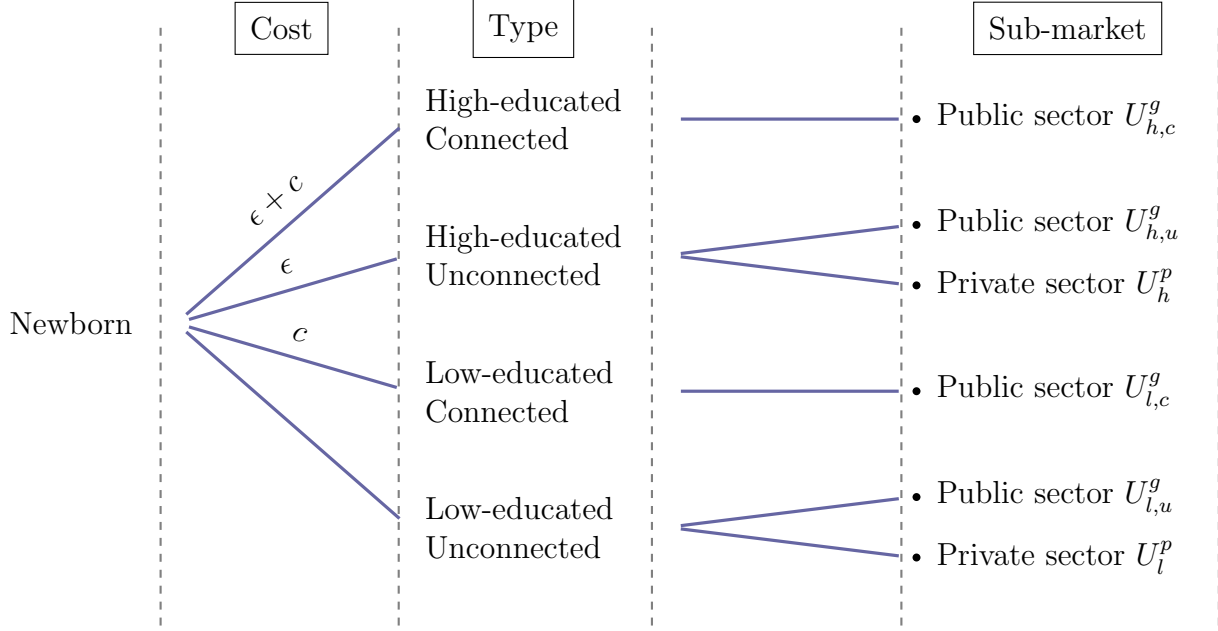 Cost
Type
Sub-market
High-educated
Connected
• Public sector $U^g_{h,c}$
ϵ + c
High-educated
Unconnected
• Public sector $U^g_{h,u}$
• Private sector $U^p_h$
ϵ
Newborn
c
Low-educated
Connected
• Public sector $U^g_{l,c}$
Low-educated
Unconnected
• Public sector $U^g_{l,u}$
• Private sector $U^p_l$